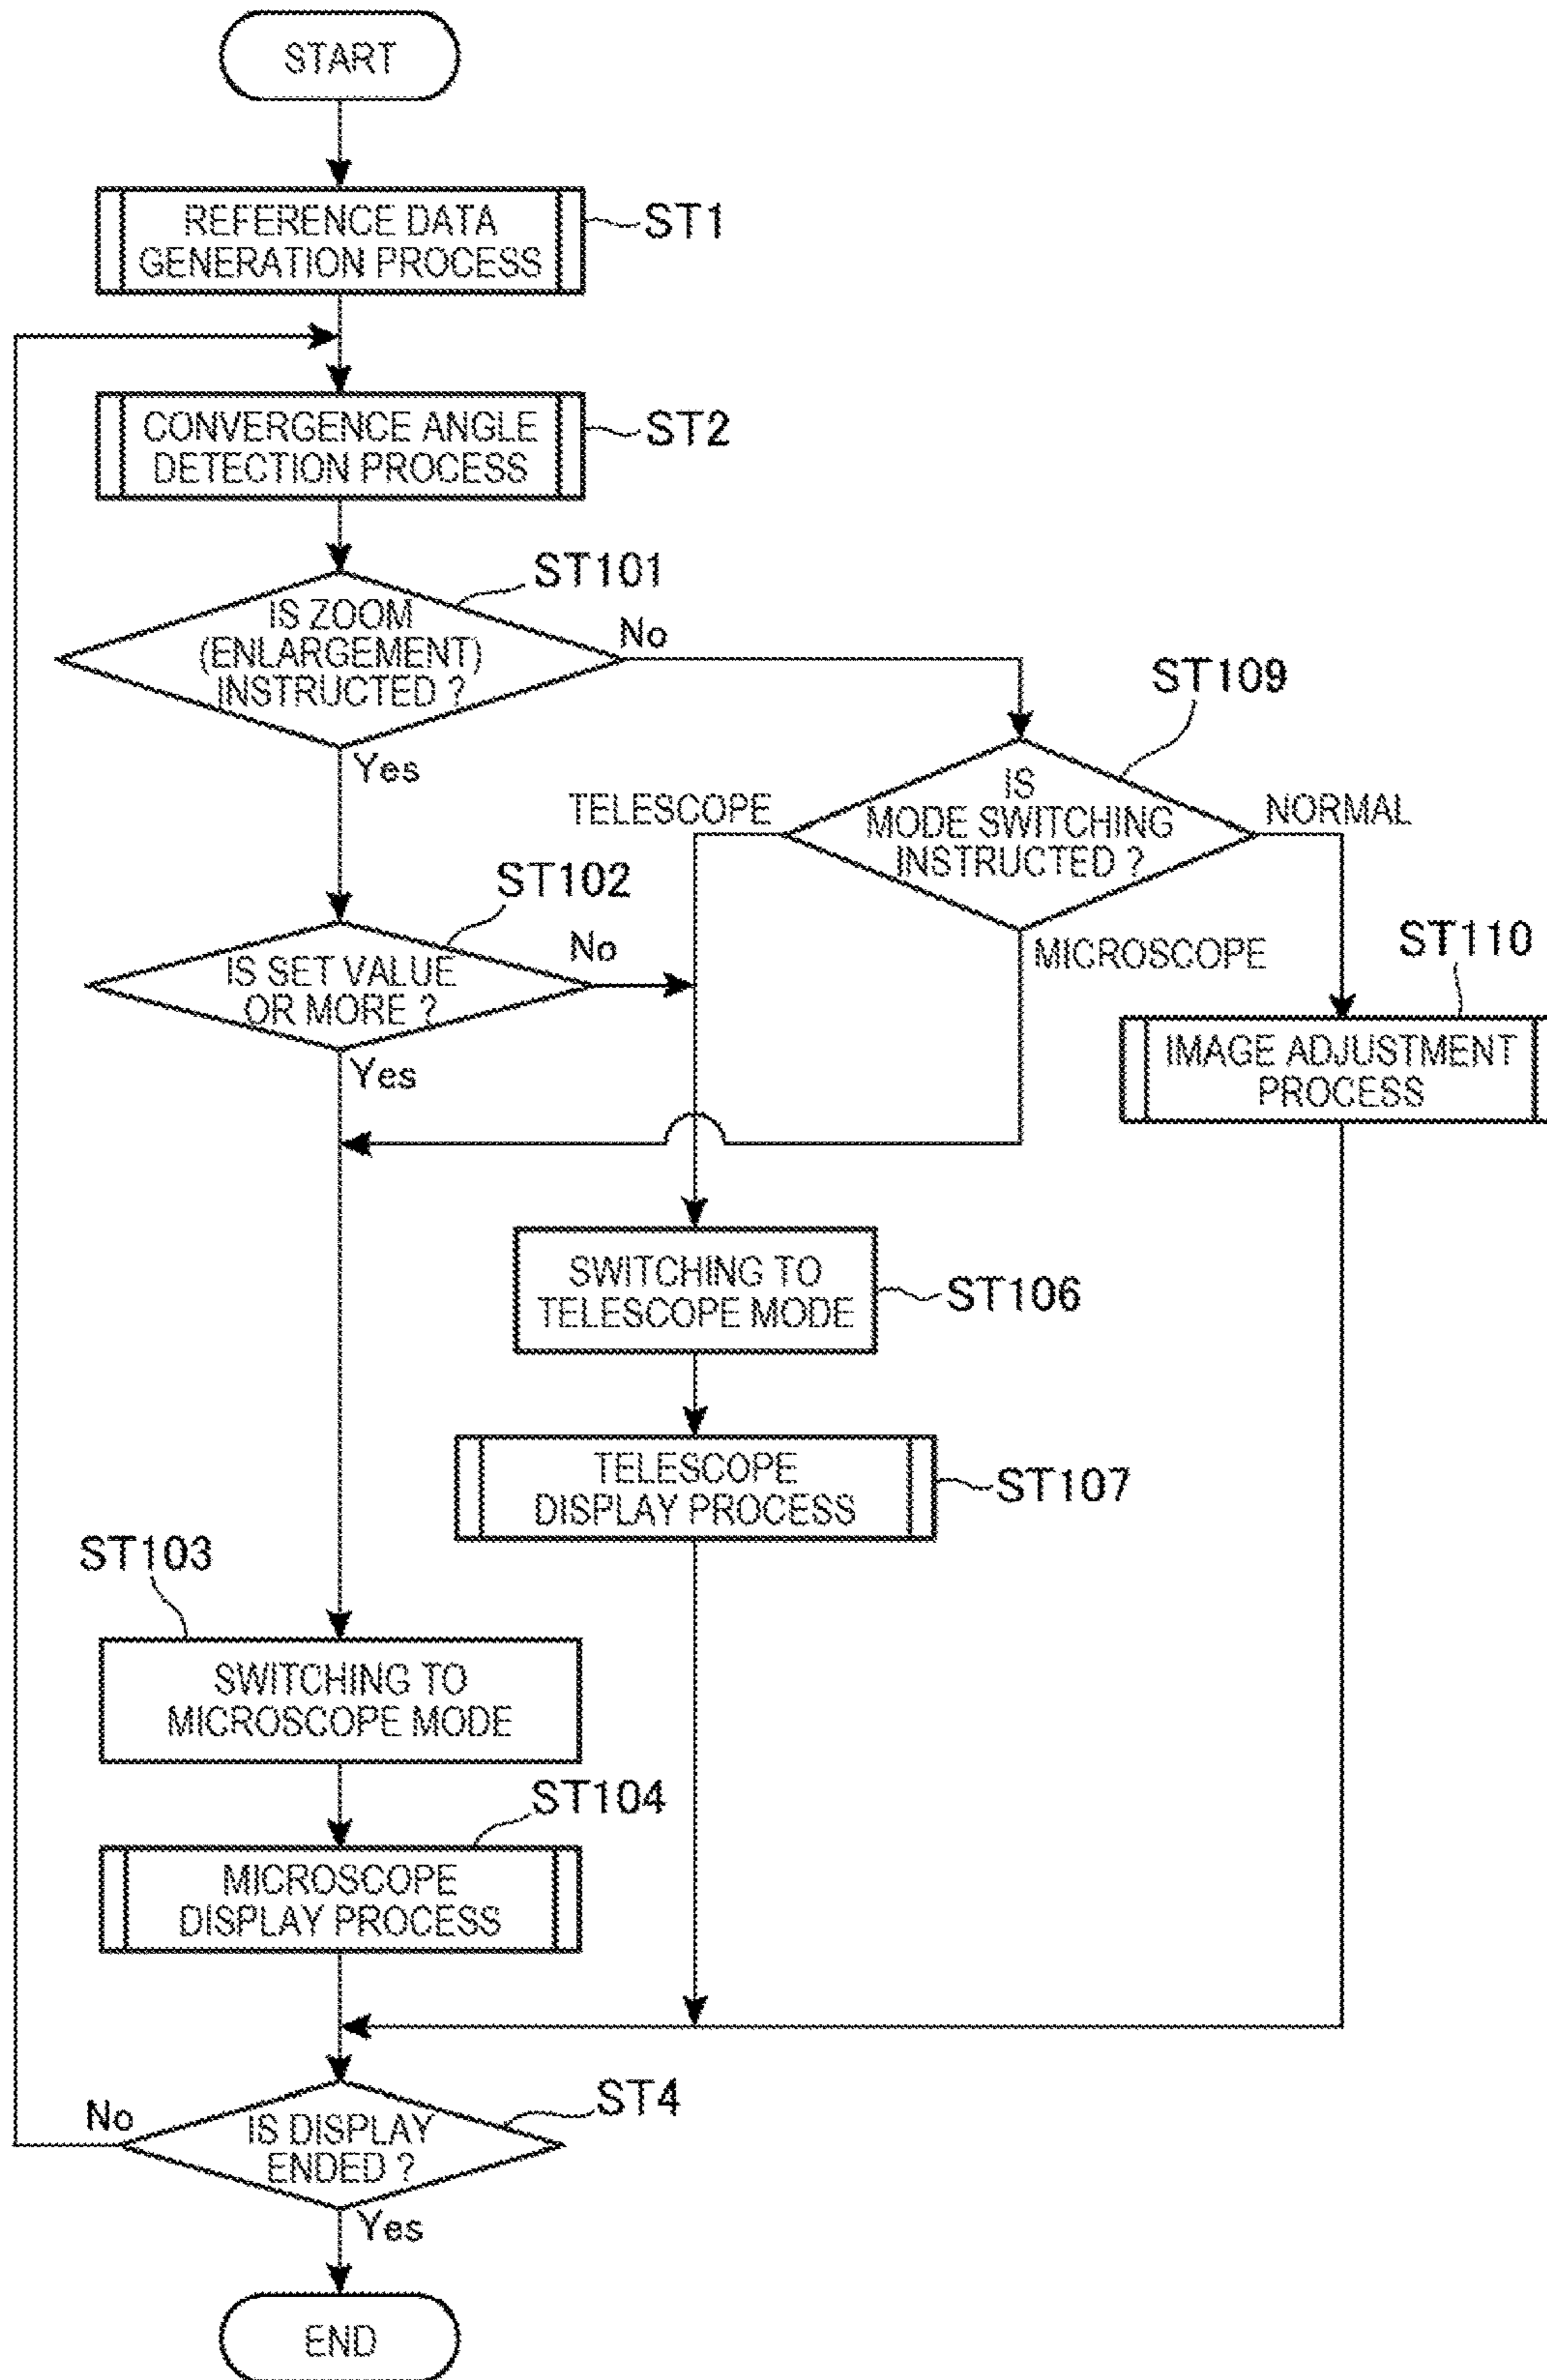 START
REFERENCE DATA
GENERATION PROCESS
ST1
CONVERGENCE ANGLE
DETECTION PROCESS
ST2
ST101
IS ZOOM
(ENLARGEMENT)
INSTRUCTED ?
No
Yes
ST109
IS
MODE SWITCHING
INSTRUCTED ?
TELESCOPE
NORMAL
MICROSCOPE
ST102
IS SET VALUE
OR MORE ?
No
Yes
ST110
IMAGE ADJUSTMENT
PROCESS
SWITCHING TO
TELESCOPE MODE
ST106
TELESCOPE
DISPLAY PROCESS
ST107
ST103
SWITCHING TO
MICROSCOPE MODE
ST104
MICROSCOPE
DISPLAY PROCESS
ST4
No
IS DISPLAY
ENDED ?
Yes
END